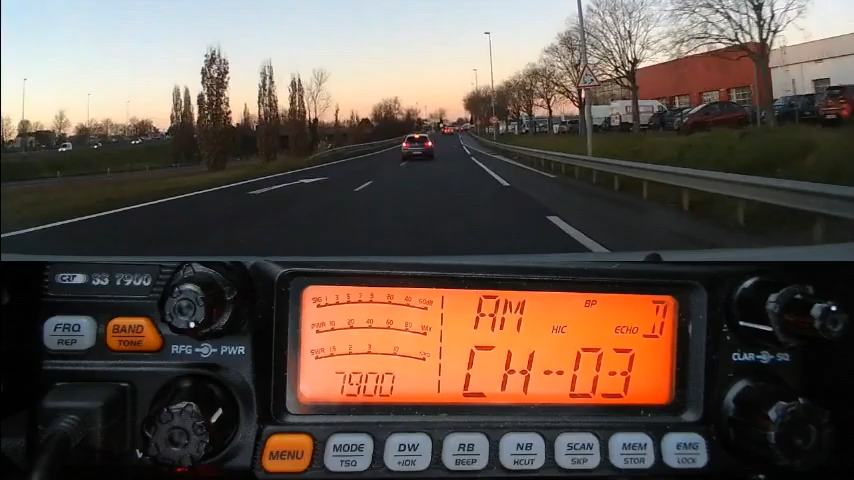 CRT SS 7900
FRQ
REP
BAND
TONE
RFG PWR
SIG 1 3 5 7 9 20 40 60dB
PWR 10 20 40 60 80 MAX
SWR 1.5 2 3
7900
AM
BP
HIC
ECHO
D
CH--03
CLAR SQ
MENU
MODE
TSQ
DW
+10K
RB
BEEP
NB
HCUT
SCAN
SKP
MEM
STOR
EMG
LOCK